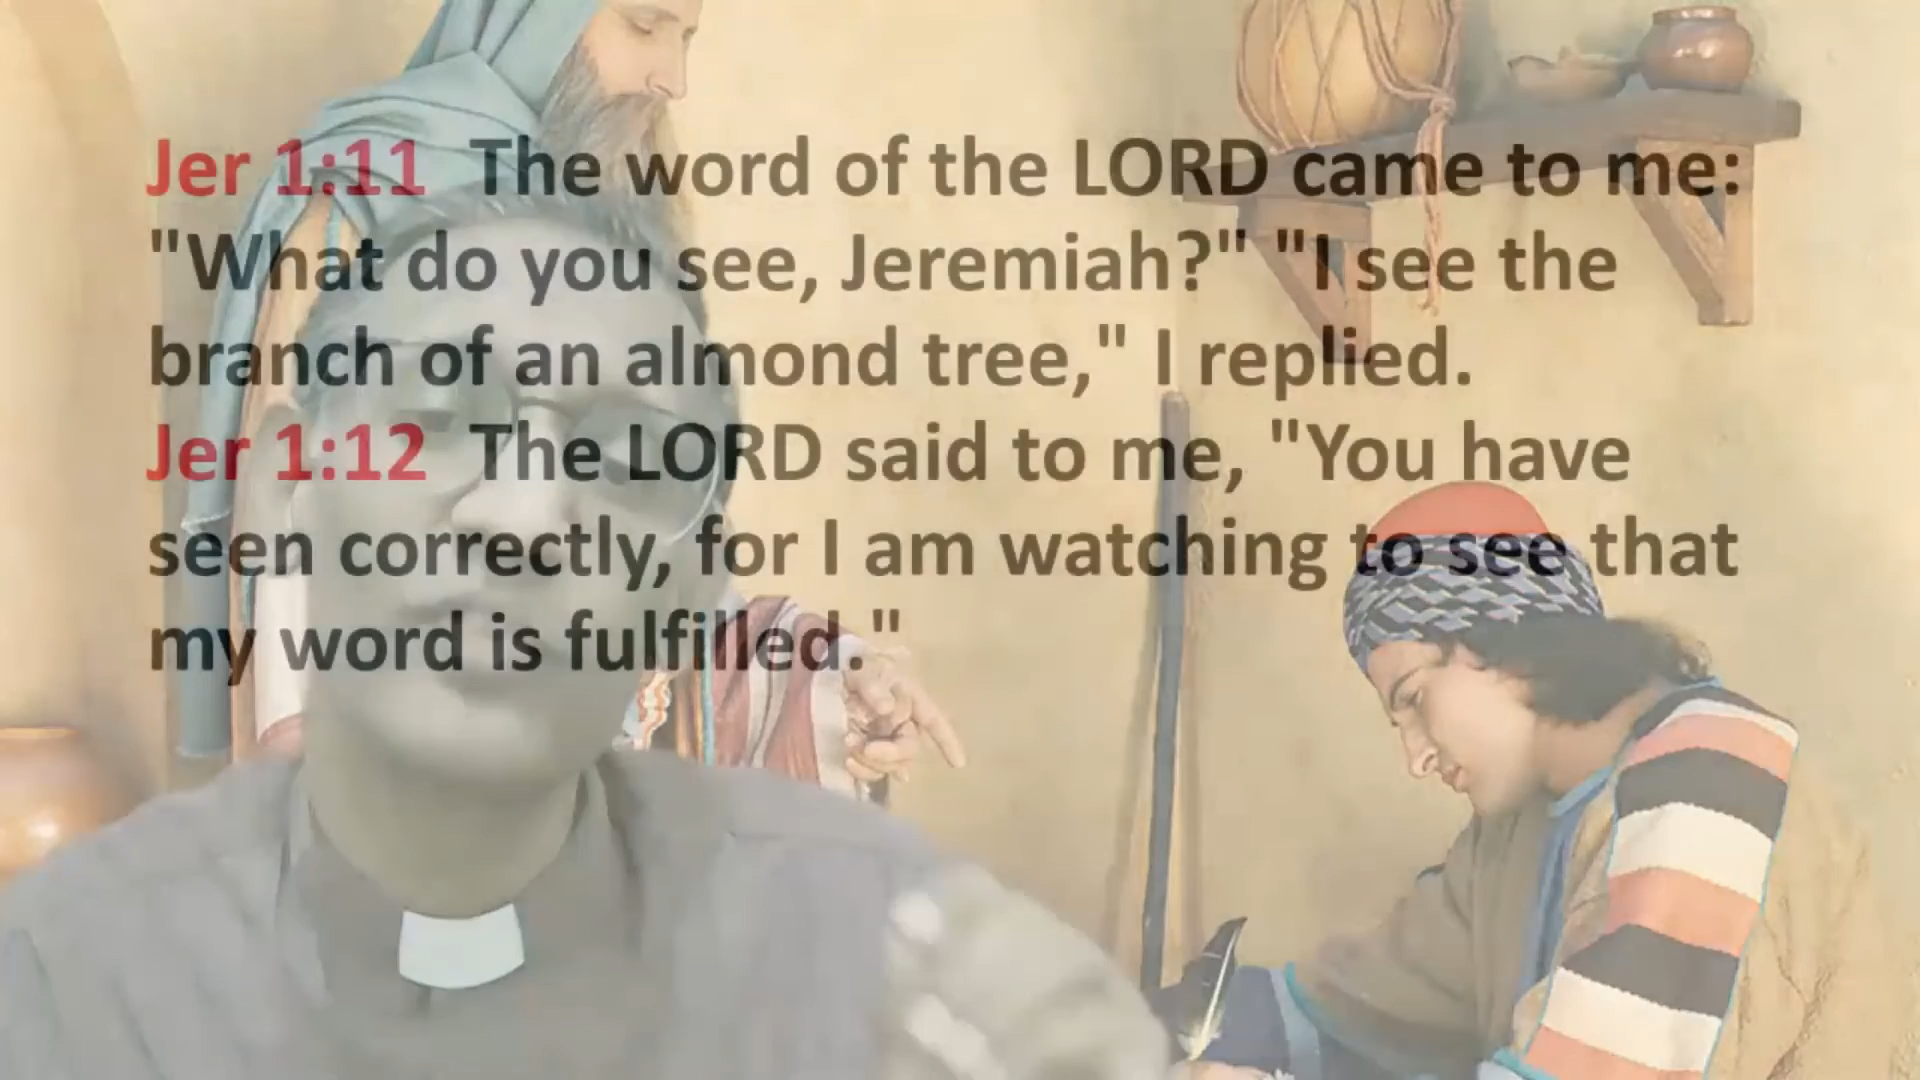 Jer 1:11 The word of the LORD came to me:
"What do you see, Jeremiah?" "I see the
branch of an almond tree," I replied.
Jer 1:12 The LORD said to me, "You have
seen correctly, for I am watching to see that
my word is fulfilled."